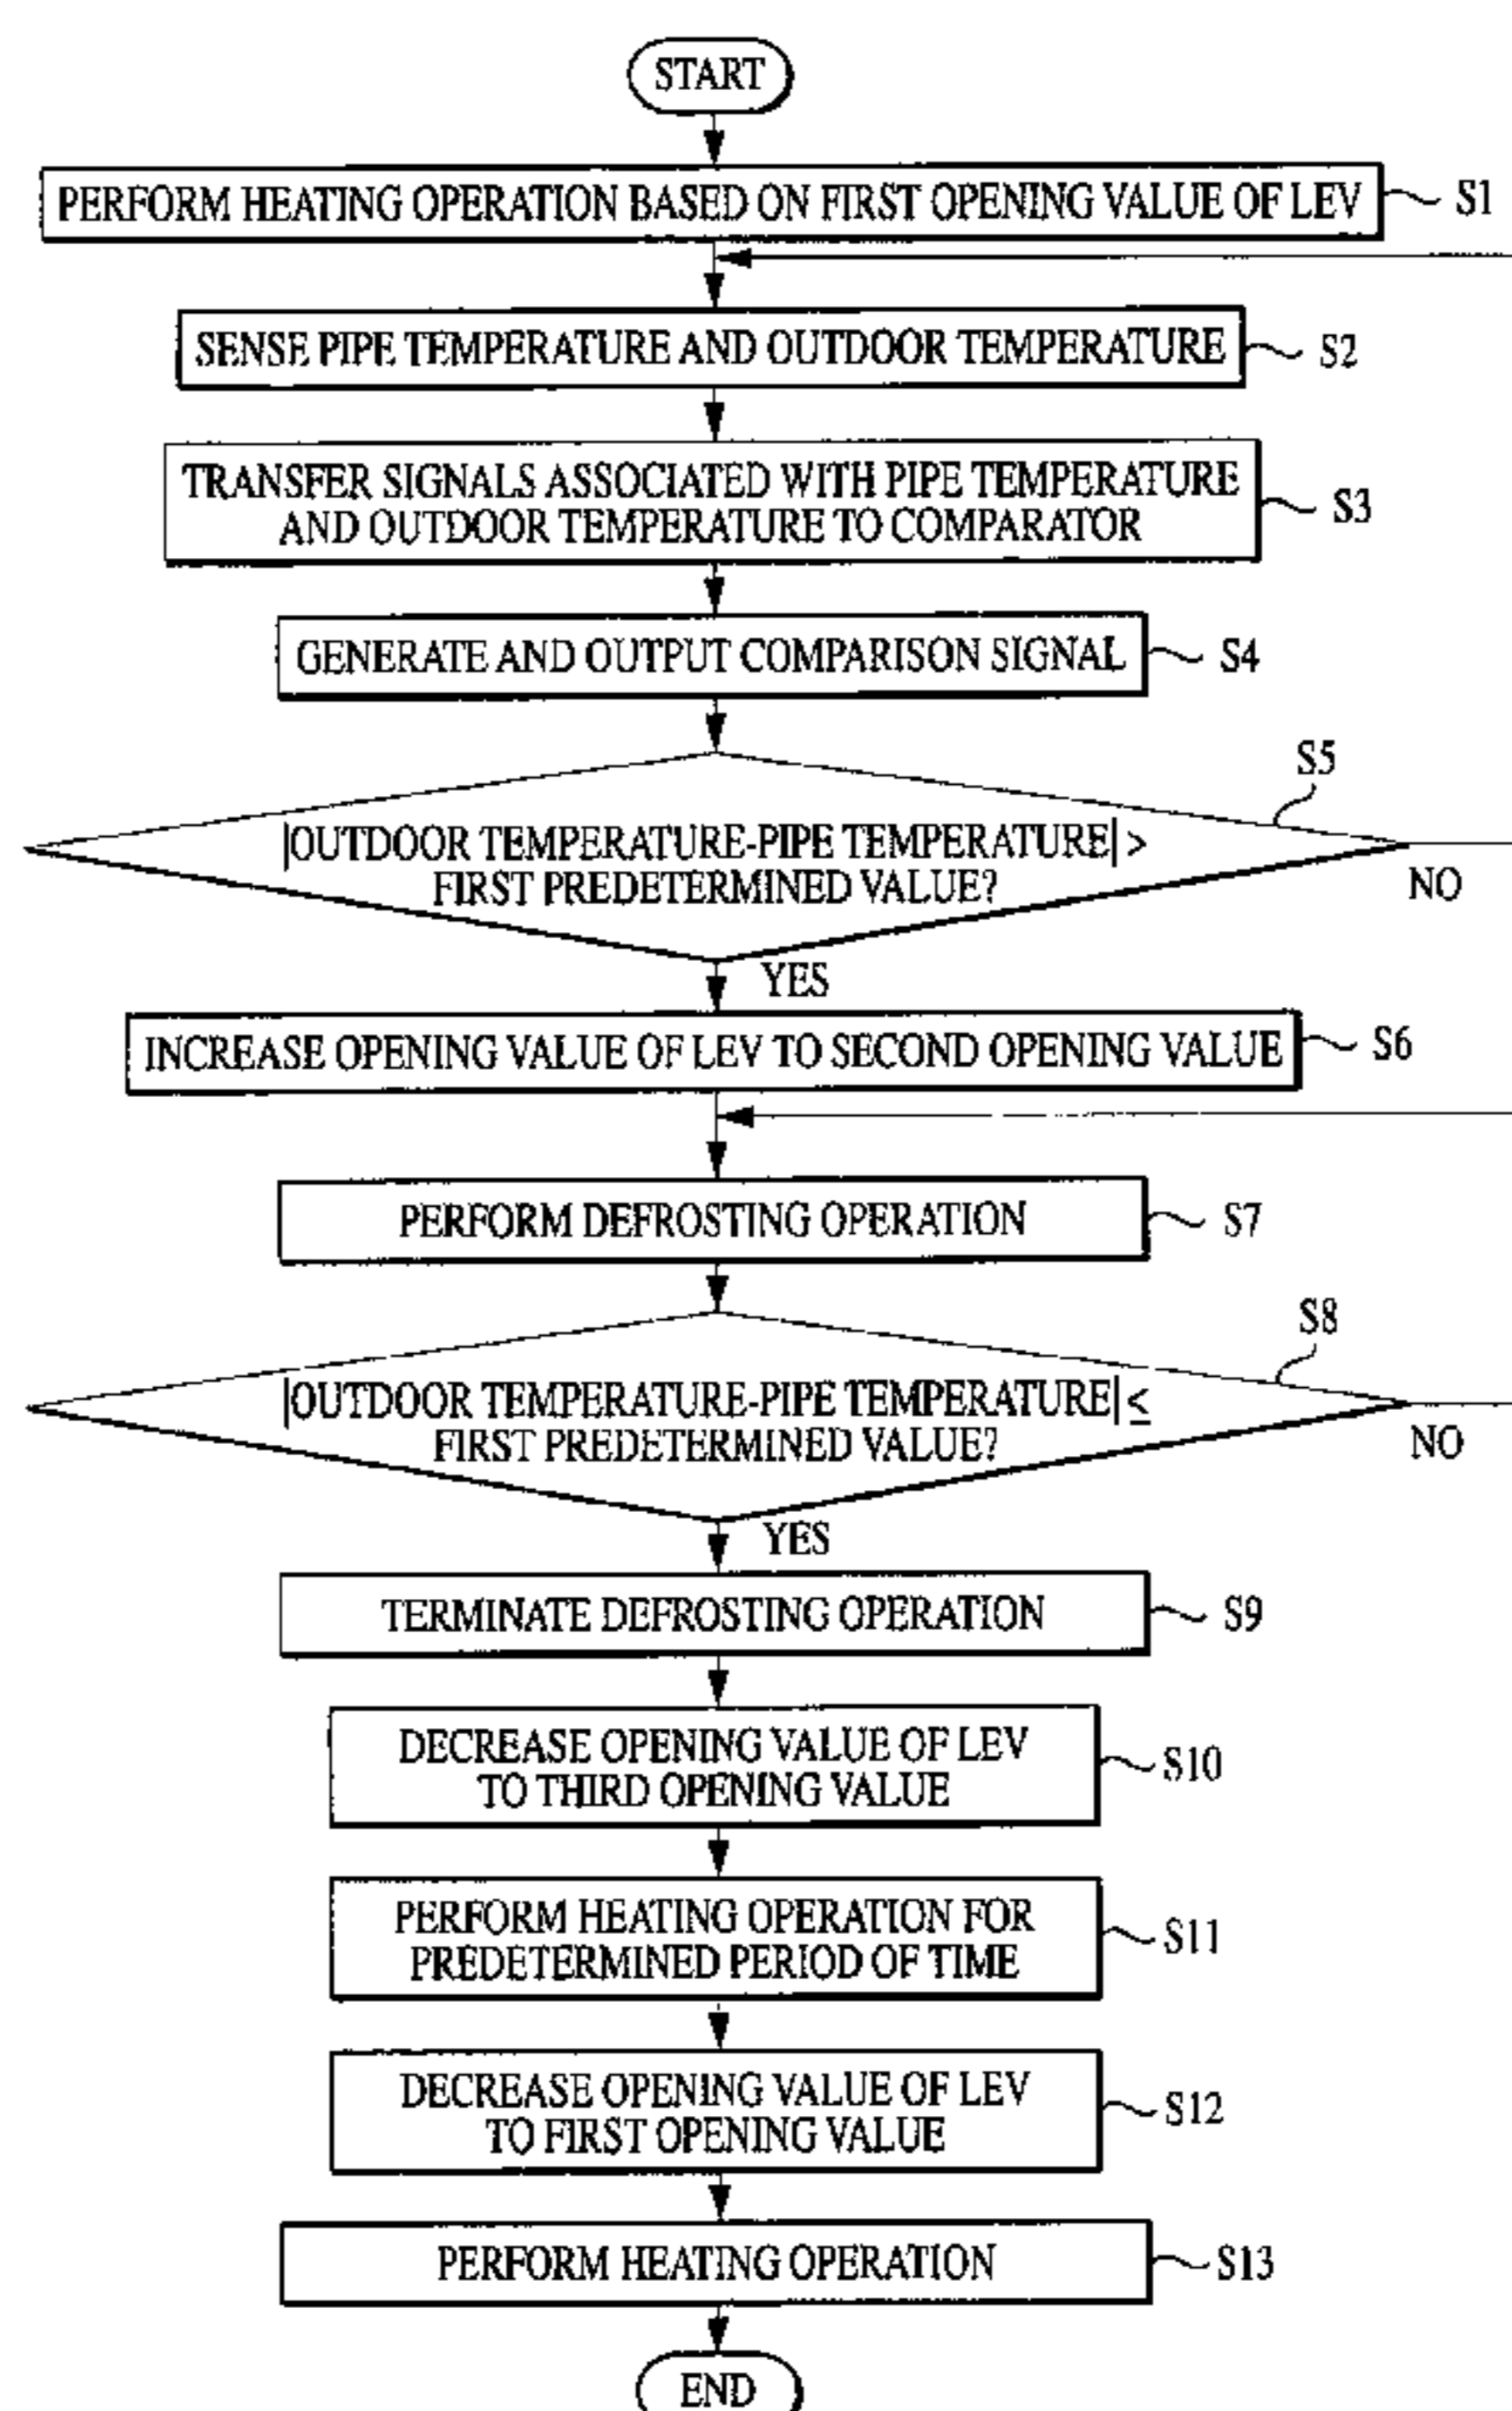 START
PERFORM HEATING OPERATION BASED ON FIRST OPENING VALUE OF LEV
S1
SENSE PIPE TEMPERATURE AND OUTDOOR TEMPERATURE
S2
TRANSFER SIGNALS ASSOCIATED WITH PIPE TEMPERATURE
AND OUTDOOR TEMPERATURE TO COMPARATOR
S3
GENERATE AND OUTPUT COMPARISON SIGNAL
S4
S5
|OUTDOOR TEMPERATURE-PIPE TEMPERATURE| >
FIRST PREDETERMINED VALUE?
NO
YES
INCREASE OPENING VALUE OF LEV TO SECOND OPENING VALUE
S6
PERFORM DEFROSTING OPERATION
S7
S8
|OUTDOOR TEMPERATURE-PIPE TEMPERATURE| ≤
FIRST PREDETERMINED VALUE?
NO
YES
TERMINATE DEFROSTING OPERATION
S9
DECREASE OPENING VALUE OF LEV
TO THIRD OPENING VALUE
S10
PERFORM HEATING OPERATION FOR
PREDETERMINED PERIOD OF TIME
S11
DECREASE OPENING VALUE OF LEV
TO FIRST OPENING VALUE
S12
PERFORM HEATING OPERATION
S13
END